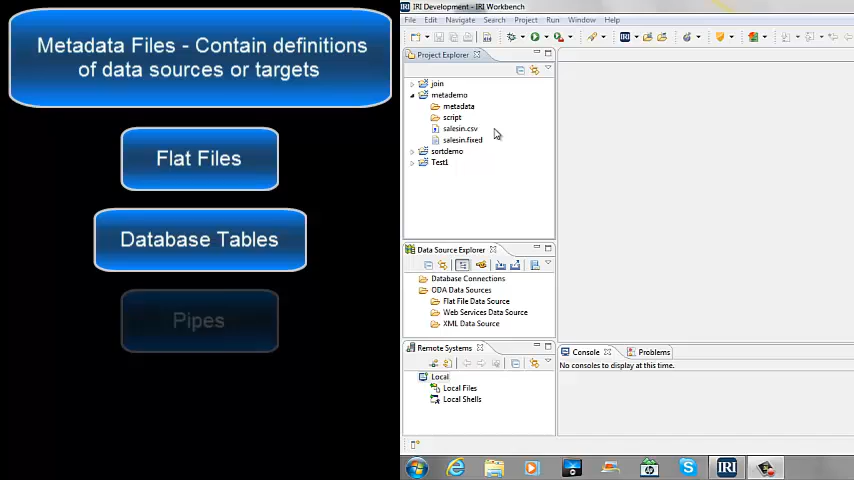 Metadata Files - Contain definitions
of data sources or targets
Flat Files
Database Tables
Pipes
IRI Development - IRI Workbench
File Edit Navigate Search Project Run Window Help
Project Explorer
join
metademo
metadata
script
salesin.csv
salesin.fixed
sortdemo
Test1
Data Source Explorer
Database Connections
ODA Data Sources
Flat File Data Source
Web Services Data Source
XML Data Source
Remote Systems
Local
Local Files
Local Shells
Console Problems
No consoles to display at this time.
IRI